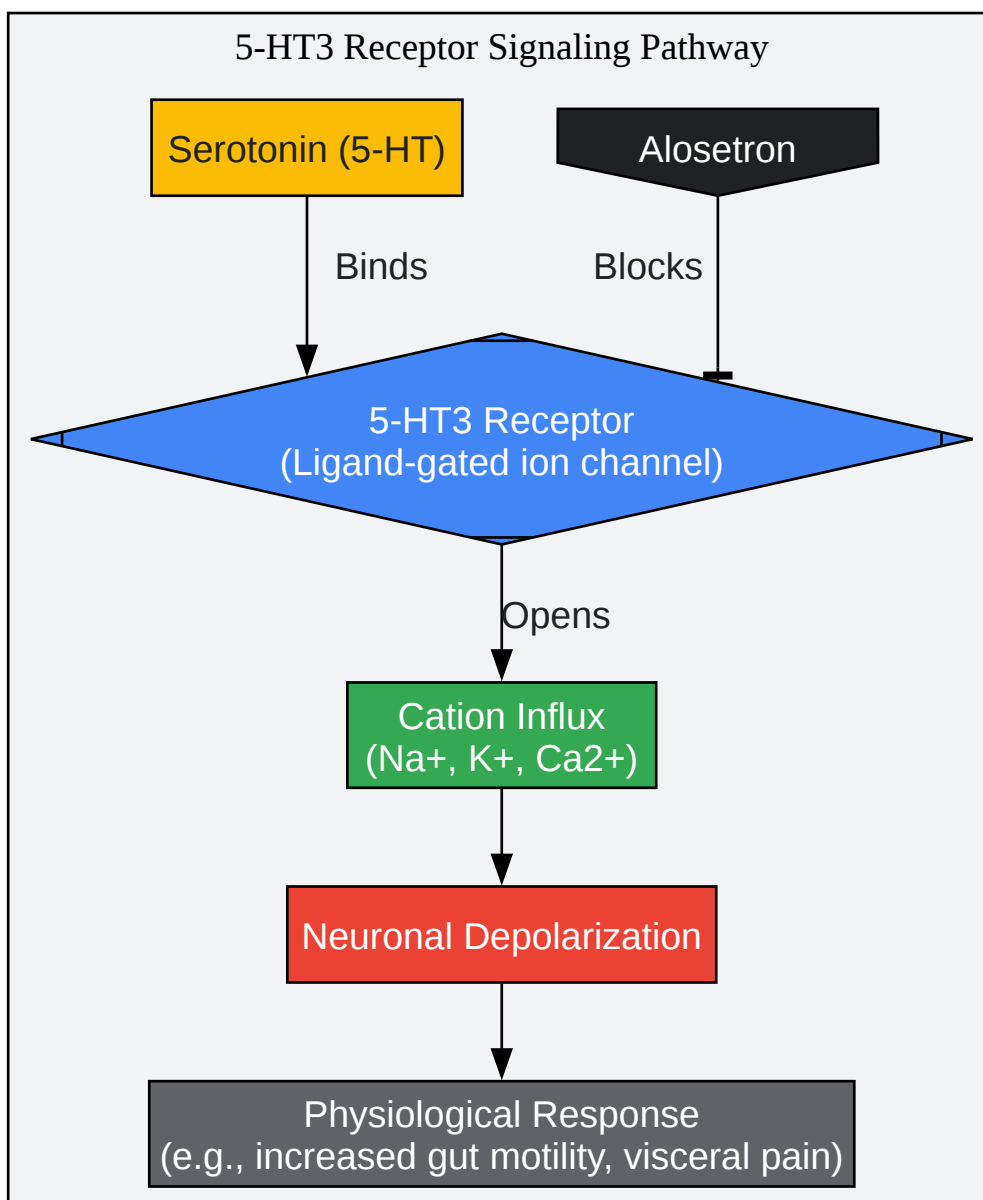 5-HT3 Receptor Signaling Pathway
Serotonin (5-HT)
Alosetron
Binds
Blocks
5-HT3 Receptor
(Ligand-gated ion channel)
Opens
Cation Influx
(Na+, K+, Ca2+)
Neuronal Depolarization
Physiological Response
(e.g., increased gut motility, visceral pain)